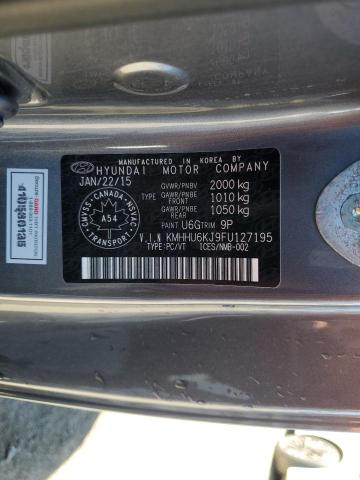 MANUFACTURED IN KOREA BY
HYUNDAI MOTOR COMPANY
JAN/22/15
GVWR/PNBV 2000 kg
TYPE
GAWR/PNBE FRONT 1010 kg
GAWR/PNBE REAR 1050 kg
PAINT U6G TRIM 9P
V.I.N KMHHU6KJ9FU127195
TYPE:PC/VT ICES/NMB-002
CMVSS - CANADA - NSVAC
A54
TRANSPORT